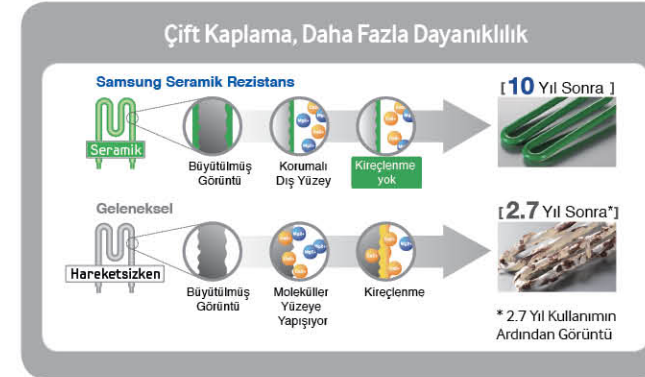 Çift Kaplama, Daha Fazla Dayanıklılık
Samsung Seramik Rezistans
[ 10 Yıl Sonra ]
Seramik
Büyütülmüş
Görüntü
Korumalı
Dış Yüzey
Kireçlenme
yok
Geleneksel
[ 2.7 Yıl Sonra*]
Hareketsizken
Büyütülmüş
Görüntü
Moleküller
Yüzeye
Yapışıyor
Kireçlenme
* 2.7 Yıl Kullanımın
Ardından Görüntü